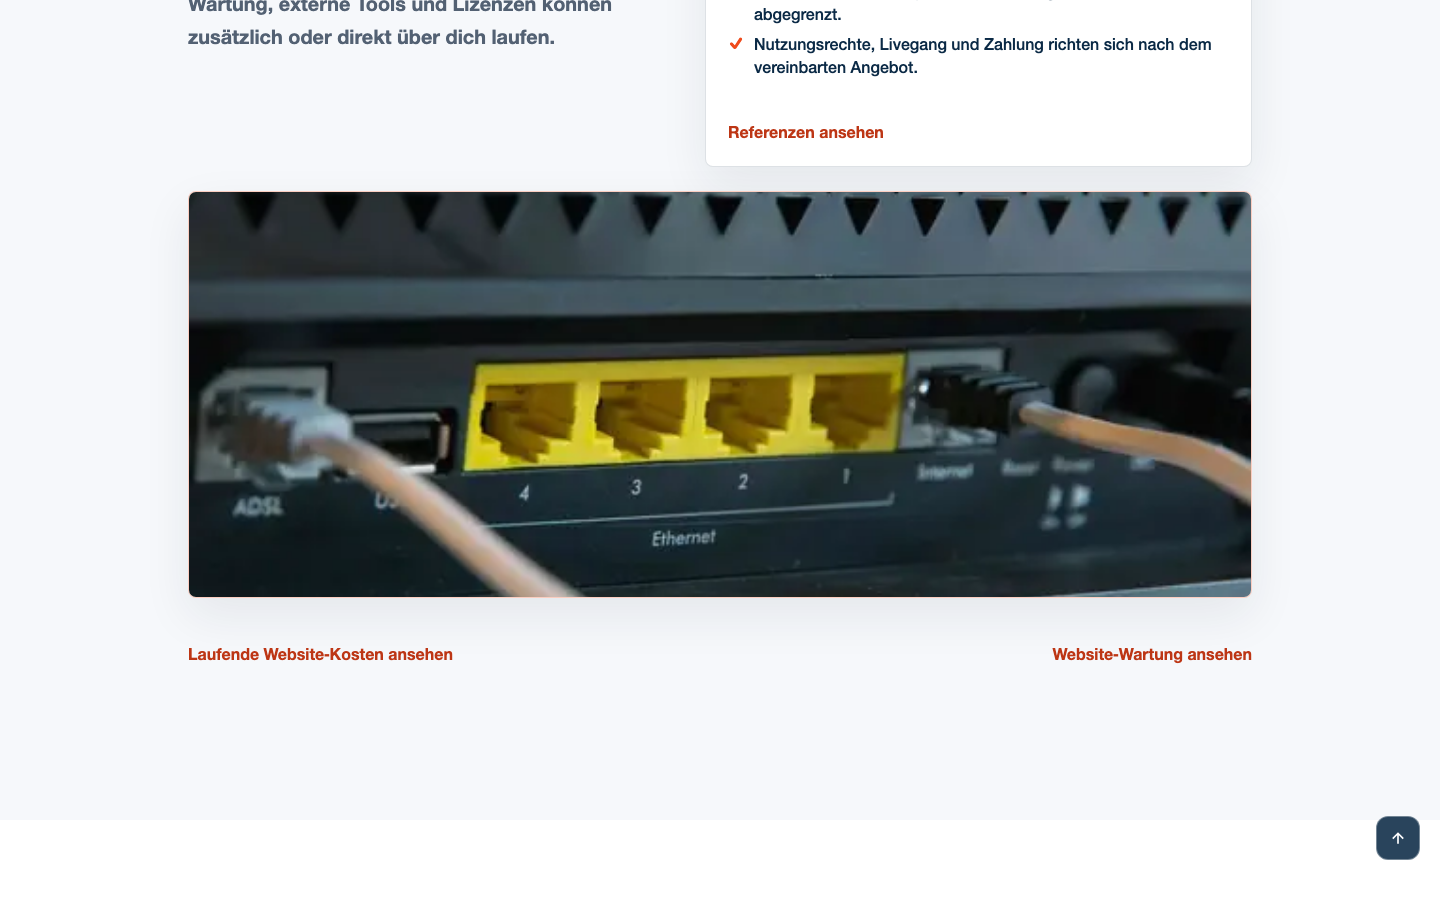 Wartung, externe Tools und Lizenzen können
zusätzlich oder direkt über dich laufen.
abgegrenzt.
Nutzungsrechte, Livegang und Zahlung richten sich nach dem
vereinbarten Angebot.
Referenzen ansehen
ADSL
4 3 2 1
Internet
Ethernet
Laufende Website-Kosten ansehen
Website-Wartung ansehen